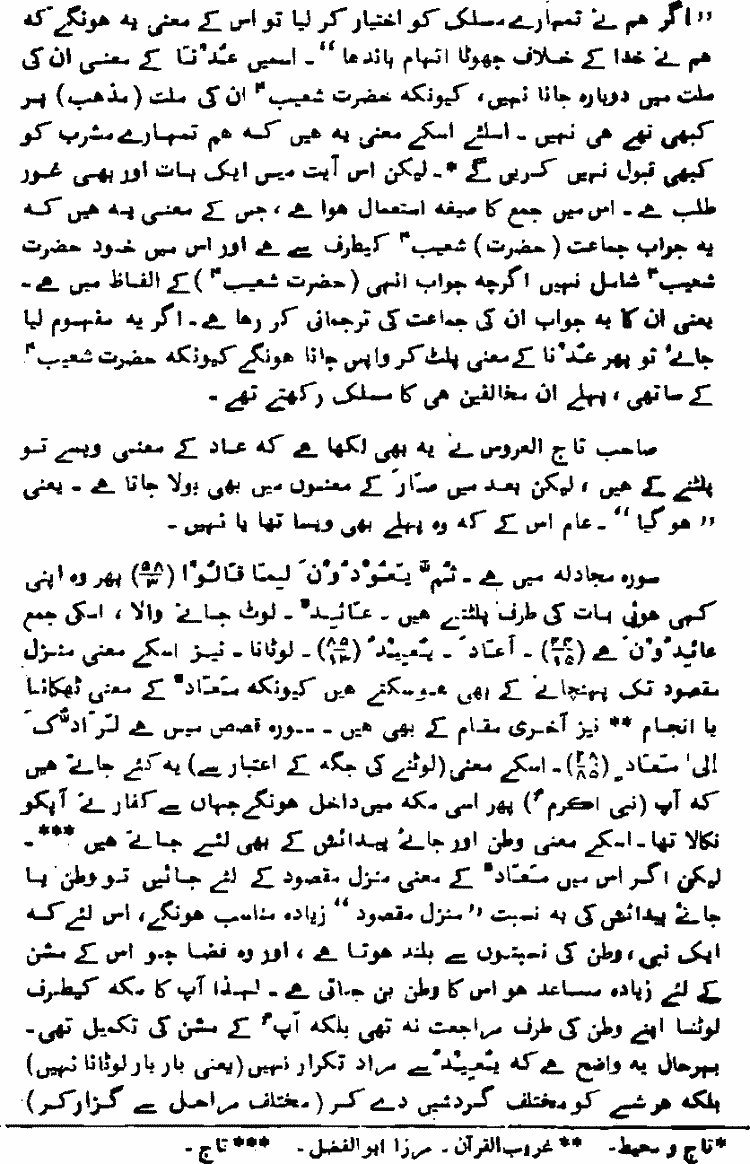 ”اگر ہم نے تمہارے مسلک کو اختیار کر لیا تو اس کے معنی یہ ہونگے کہ
ہم نے خدا کے خلاف جھوٹا اتہام باندھا“ ۔ اسمیں عُدْنَا کے معنی ان کی
ملت میں دوبارہ جانا نہیں، کیونکہ حضرت شعیبؑ ان کی ملت (مذہب) پر
کبھی تھے ہی نہیں ۔ اسلئے اسکے معنی یہ ہیں کہ ہم تمہارے مشرب کو
کبھی قبول نہیں کریں گے *۔ لیکن اس آیت میں ایک بات اور بھی غور
طلب ہے ۔ اس میں جمع کا صیغہ استعمال ہوا ہے ، جس کے معنی یہ ہیں کہ
یہ جواب جماعت (حضرت) شعیبؑ کیطرف سے ہے اور اس میں خود حضرت
شعیبؑ شامل نہیں اگرچہ جواب انہی (حضرت شعیبؑ) کے الفاظ میں ہے ۔
یعنی ان کا یہ جواب ان کی جماعت کی ترجمانی کر رہا ہے ۔ اگر یہ مفہوم لیا
جائے تو پھر عُدْنَا کے معنی پلٹ کر واپس جانا ہونگے کیونکہ حضرت شعیبؑ
کے ساتھی ، پہلے ان مخالفین ہی کا مسلک رکھتے تھے ۔
صاحب تاج العروس نے یہ بھی لکھا ہے کہ عاد کے معنی ویسے تو
پلٹنے کے ہیں ، لیکن بعد میں صَارَ کے معنوں میں بھی بولا جاتا ہے ۔ یعنی
”ہو گیا“ ۔ عام اس کے کہ وہ پہلے بھی ویسا تھا یا نہیں ۔
سورہ مجادلہ میں ہے ۔ ثُمَّ يَعُوْدُوْنَ لِمَا قَالُوْا (۵۸/۳) پھر وہ اپنی
کہی ہوئی بات کی طرف پلٹتے ہیں ۔ عَائِدٌ ۔ لوٹ جانے والا ، اسکی جمع
عَائِدُوْنَ ہے (۴۴/۱۵) ۔ اَعَادَ ۔ يُعِيْدُ (۸۵/۱۳) ۔ لوٹانا ۔ نیز اسکے معنی منزل
مقصود تک پہنچانے کے بھی ہوسکتے ہیں کیونکہ مَعَادٌ کے معنی ٹھکانا
یا انجام ** نیز آخری مقام کے بھی ہیں ۔ سورہ قصص میں ہے لَرَادُّكَ
اِلٰى مَعَادٍ (۲۸/۸۵) ۔ اسکے معنی (لوٹنے کی جگہ کے اعتبار سے) یہ کئے جاتے ہیں
کہ آپ (نبی اکرمؐ) پھر اسی مکہ میں داخل ہونگے جہاں سے کفار نے آپکو
نکالا تھا ۔ اسکے معنی وطن اور جائے پیدائش کے بھی لئے جاتے ہیں *** ۔
لیکن اگر اس میں مَعَادٌ کے معنی منزل مقصود کے لئے جائیں تو وطن یا
جائے پیدائش کی بہ نسبت ”منزل مقصود“ زیادہ مناسب ہونگے، اس لئے کہ
ایک نبی ، وطن کی نسبتوں سے بلند ہوتا ہے ، اور وہ فضا جو اس کے مشن
کے لئے زیادہ مساعد ہو اس کا وطن بن جاتی ہے ۔ لہذا آپ کا مکہ کیطرف
لوٹنا اپنے وطن کی طرف مراجعت نہ تھی بلکہ آپؐ کے مشن کی تکمیل تھی ۔
بہرحال یہ واضح ہے کہ يُعِيْدُ سے مراد تکرار نہیں (یعنی بار بار لوٹانا نہیں)
بلکہ ہر شے کو مختلف گردشیں دے کر (مختلف مراحل سے گزار کر)
*تاج و محیط ۔ **غریب القرآن ۔ مرزا ابوالفضل ۔ ***تاج ۔